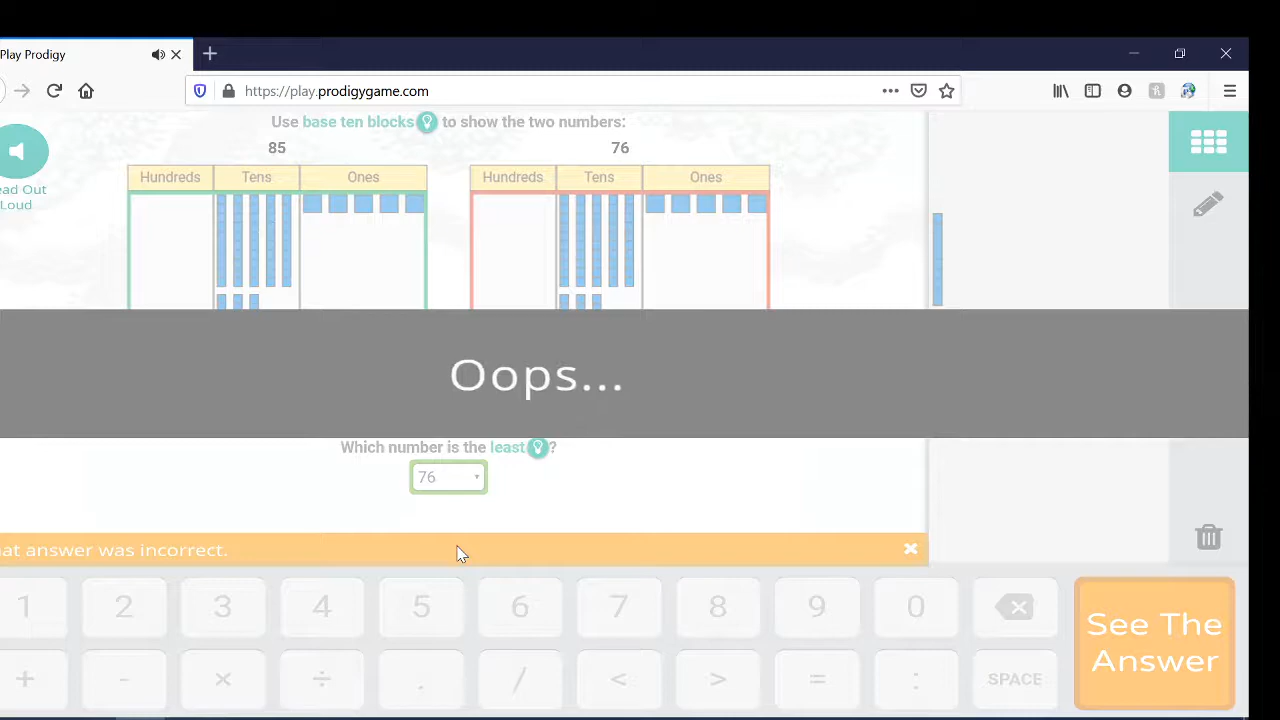 Play Prodigy
https://play.prodigygame.com
Use base ten blocks to show the two numbers:
85 76
Hundreds Tens Ones Hundreds Tens Ones
ead Out
Loud
Oops...
Which number is the least ?
76
at answer was incorrect.
1 2 3 4 5 6 7 8 9 0
+ - × ÷ . / < > = : SPACE
See The
Answer